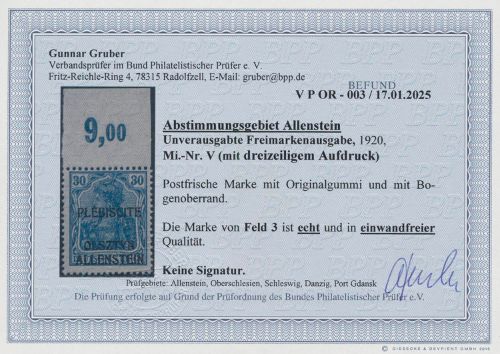 Gunnar Gruber
Verbandsprüfer im Bund Philatelistischer Prüfer e. V.
Fritz-Reichle-Ring 4, 78315 Radolfzell, E-Mail: gruber@bpp.de
BEFUND
V P OR - 003 / 17.01.2025
9,00
30 30
PLÉBISCITE
OLSZTYN
ALLENSTEIN
Abstimmungsgebiet Allenstein
Unverausgabte Freimarkenausgabe, 1920,
Mi.-Nr. V (mit dreizeiligem Aufdruck)
Postfrische Marke mit Originalgummi und mit Bo-
genoberrand.
Die Marke von Feld 3 ist echt und in einwandfreier
Qualität.
Keine Signatur.
Prüfgebiete: Allenstein, Oberschlesien, Schleswig, Danzig, Port Gdansk
Die Prüfung erfolgte auf Grund der Prüfordnung des Bundes Philatelistischer Prüfer e.V.
© GIESECKE & DEVRIENT GMBH